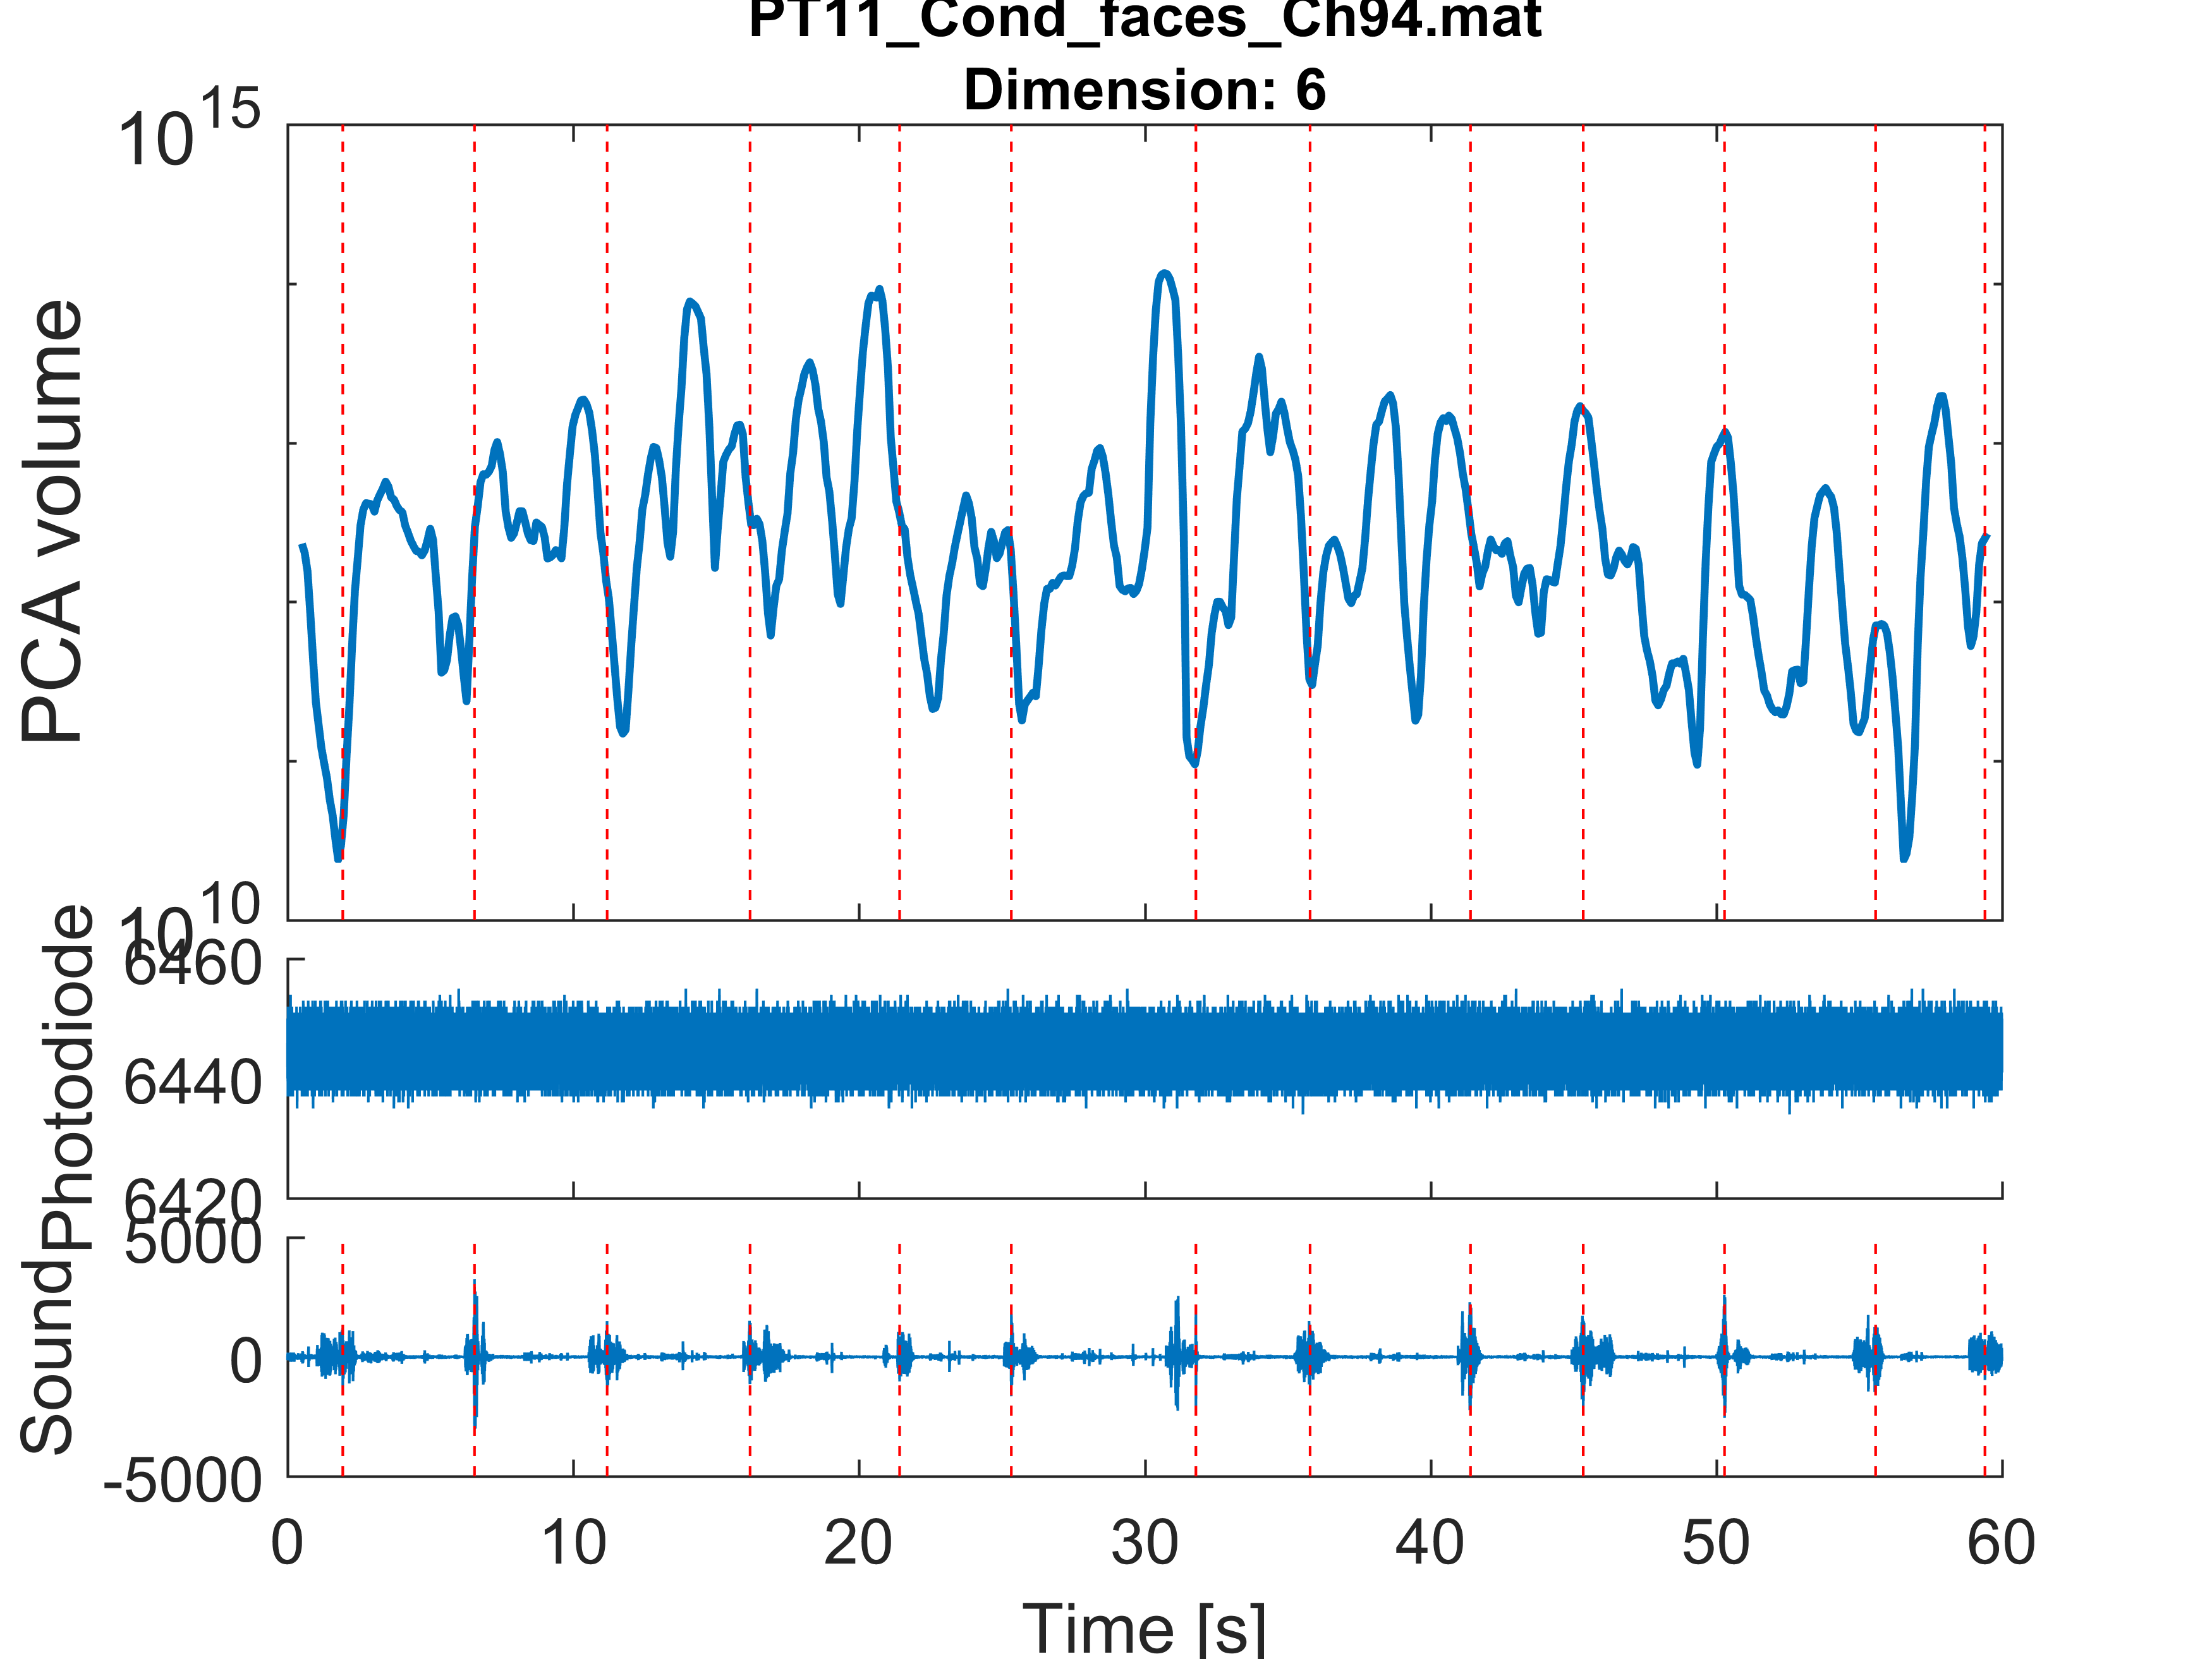 PT11_Cond_faces_Ch94.mat
Dimension: 6
10^15
PCA volume
10^10
6460
Photodiode
6440
6420
5000
Sound
0
-5000
0 10 20 30 40 50 60
Time [s]